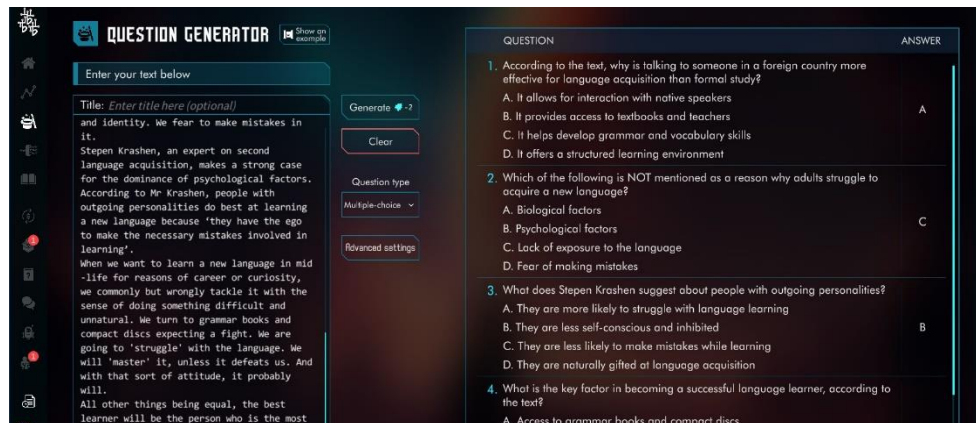 QUESTION GENERATOR
Show an
example
Enter your text below
Title: Enter title here (optional)
and identity. We fear to make mistakes in
it.
Stepen Krashen, an expert on second
language acquisition, makes a strong case
for the dominance of psychological factors.
According to Mr Krashen, people with
outgoing personalities do best at learning
a new language because 'they have the ego
to make the necessary mistakes involved in
learning'.
When we want to learn a new language in mid
-life for reasons of career or curiosity,
we commonly but wrongly tackle it with the
sense of doing something difficult and
unnatural. We turn to grammar books and
compact discs expecting a fight. We are
going to 'struggle' with the language. We
will 'master' it, unless it defeats us. And
with that sort of attitude, it probably
will.
All other things being equal, the best
learner will be the person who is the most
Generate -2
Clear
Question type
Multiple-choice
Advanced settings
QUESTION ANSWER
1. According to the text, why is talking to someone in a foreign country more
effective for language acquisition than formal study?
A. It allows for interaction with native speakers
B. It provides access to textbooks and teachers
C. It helps develop grammar and vocabulary skills
D. It offers a structured learning environment
A
2. Which of the following is NOT mentioned as a reason why adults struggle to
acquire a new language?
A. Biological factors
B. Psychological factors
C. Lack of exposure to the language
D. Fear of making mistakes
C
3. What does Stepen Krashen suggest about people with outgoing personalities?
A. They are more likely to struggle with language learning
B. They are less self-conscious and inhibited
C. They are less likely to make mistakes while learning
D. They are naturally gifted at language acquisition
B
4. What is the key factor in becoming a successful language learner, according to
the text?
A. Access to grammar books and compact discs
1
1